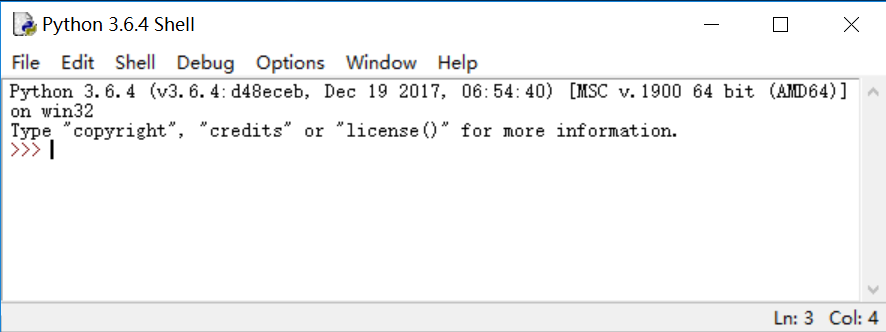 Python 3.6.4 Shell
File Edit Shell Debug Options Window Help
Python 3.6.4 (v3.6.4:d48eceb, Dec 19 2017, 06:54:40) [MSC v.1900 64 bit (AMD64)]
on win32
Type "copyright", "credits" or "license()" for more information.
>>>
Ln: 3 Col: 4